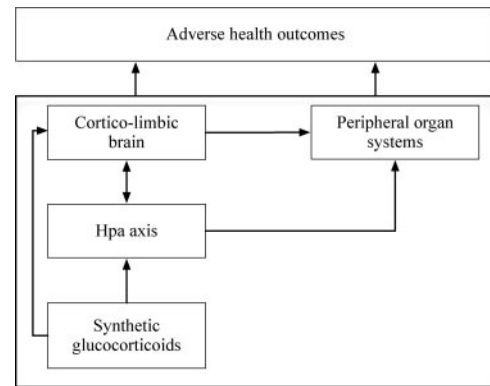 Adverse health outcomes
Cortico-limbic
brain
Peripheral organ
systems
Hpa axis
Synthetic
glucocorticoids